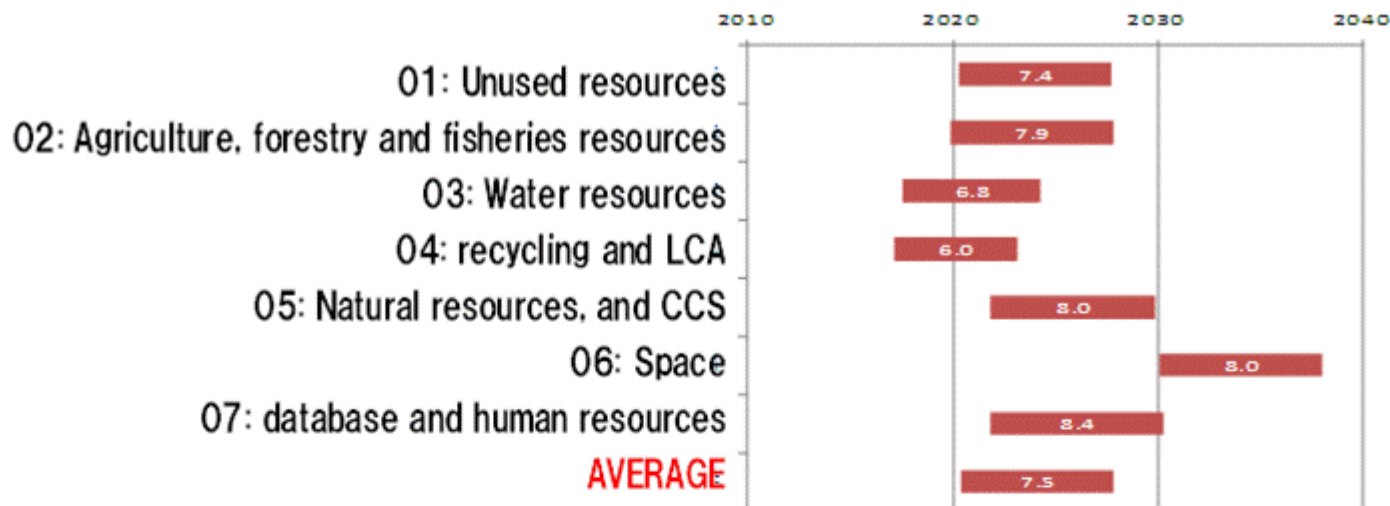 2010 2020 2030 2040
01: Unused resources 7.4
02: Agriculture, forestry and fisheries resources 7.9
03: Water resources 6.8
04: recycling and LCA 6.0
05: Natural resources, and CCS 8.0
06: Space 8.0
07: database and human resources 8.4
AVERAGE 7.5